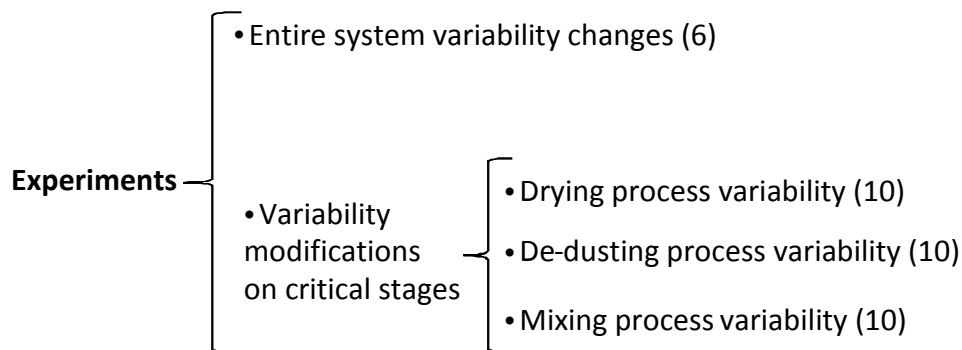 • Entire system variability changes (6)
Experiments
• Variability
modifications
on critical stages
• Drying process variability (10)
• De-dusting process variability (10)
• Mixing process variability (10)